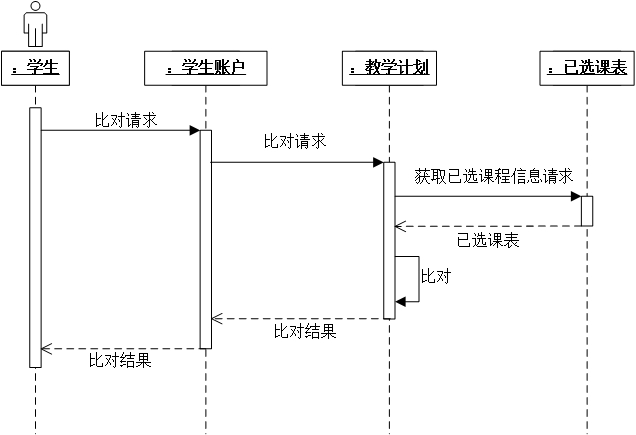 ：学生
：学生账户
：教学计划
：已选课表
比对请求
比对请求
获取已选课程信息请求
已选课表
比对
比对结果
比对结果